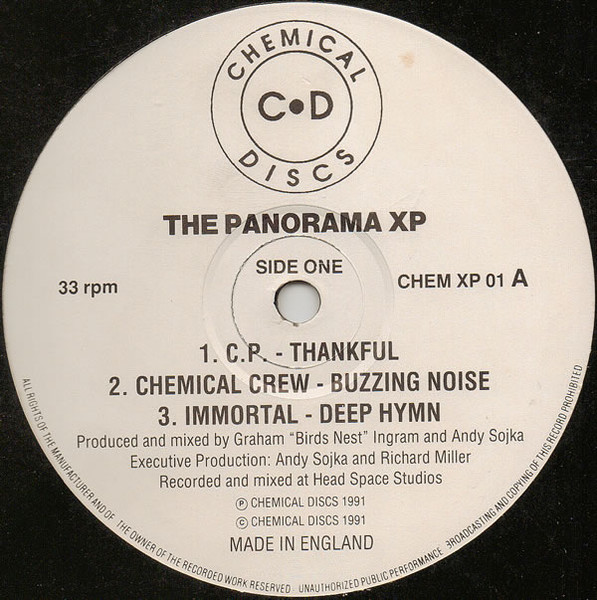 CHEMICAL
C•D
DISCS
THE PANORAMA XP
SIDE ONE
33 rpm
CHEM XP 01 A
1. C.P. - THANKFUL
2. CHEMICAL CREW - BUZZING NOISE
3. IMMORTAL - DEEP HYMN
Produced and mixed by Graham "Birds Nest" Ingram and Andy Sojka
Executive Production: Andy Sojka and Richard Miller
Recorded and mixed at Head Space Studios
℗ CHEMICAL DISCS 1991
© CHEMICAL DISCS 1991
MADE IN ENGLAND
ALL RIGHTS OF THE MANUFACTURER AND OF THE OWNER OF THE RECORDED WORK RESERVED · UNAUTHORIZED PUBLIC PERFORMANCE BROADCASTING AND COPYING OF THIS RECORD PROHIBITED